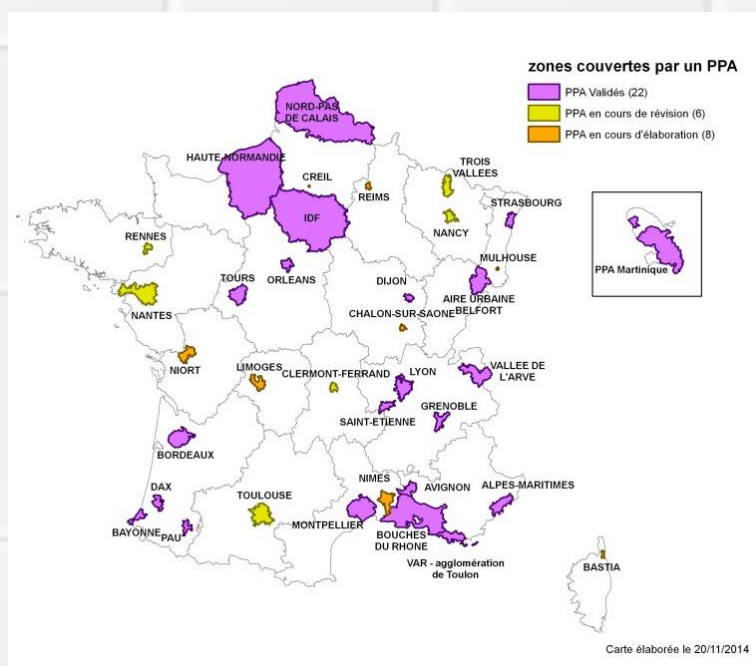 zones couvertes par un PPA
PPA Validés (22)
PPA en cours de révision (6)
PPA en cours d'élaboration (8)
NORD-PAS
DE CALAIS
HAUTE-NORMANDIE
CREIL
REIMS
TROIS
VALLEES
STRASBOURG
IDF
NANCY
RENNES
MULHOUSE
PPA Martinique
TOURS
ORLEANS
DIJON
AIRE URBAINE
BELFORT
NANTES
CHALON-SUR-SAONE
NIORT
LIMOGES
CLERMONT-FERRAND
LYON
VALLEE DE
L'ARVE
SAINT-ETIENNE
GRENOBLE
BORDEAUX
NIMES
AVIGNON
ALPES-MARITIMES
DAX
TOULOUSE
MONTPELLIER
BAYONNE
PAU
BOUCHES
DU RHONE
VAR - agglomération
de Toulon
BASTIA
Carte élaborée le 20/11/2014